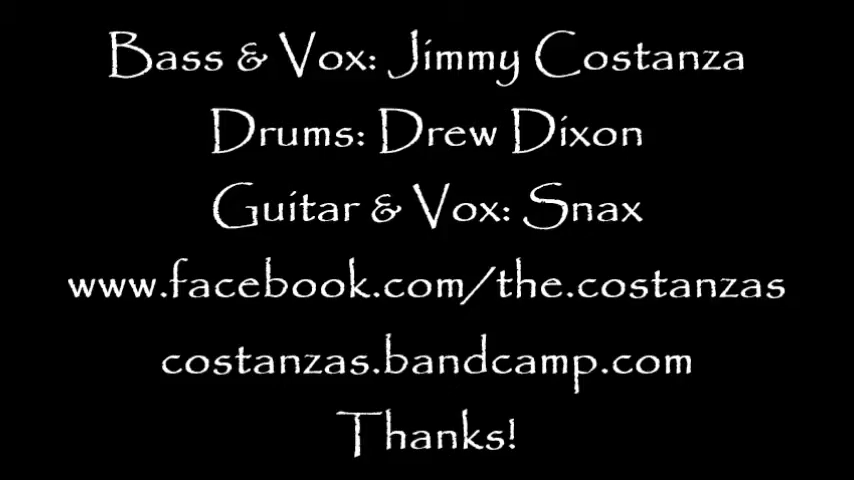 Bass & Vox: Jimmy Costanza
Drums: Drew Dixon
Guitar & Vox: Snax
www.facebook.com/the.costanzas
costanzas.bandcamp.com
Thanks!